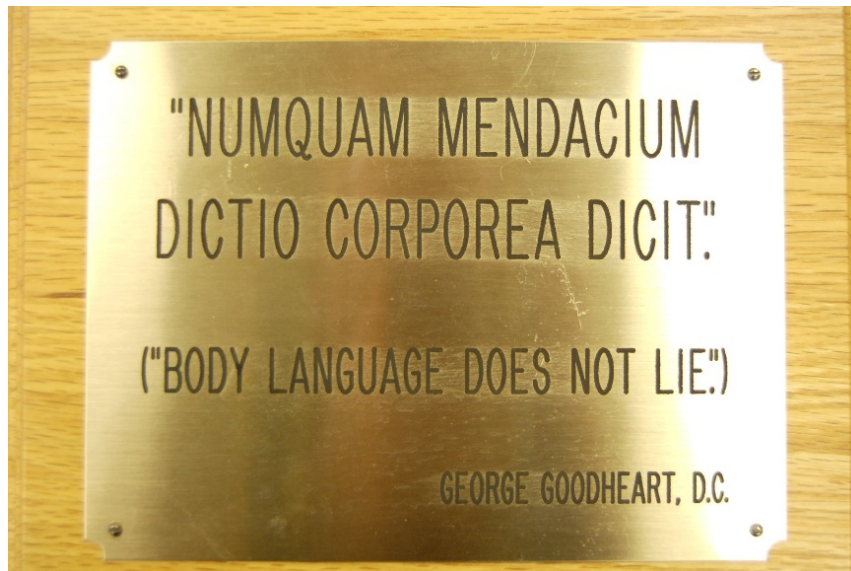 "NUMQUAM MENDACIUM
DICTIO CORPOREA DICIT."
("BODY LANGUAGE DOES NOT LIE.")
GEORGE GOODHEART, D.C.